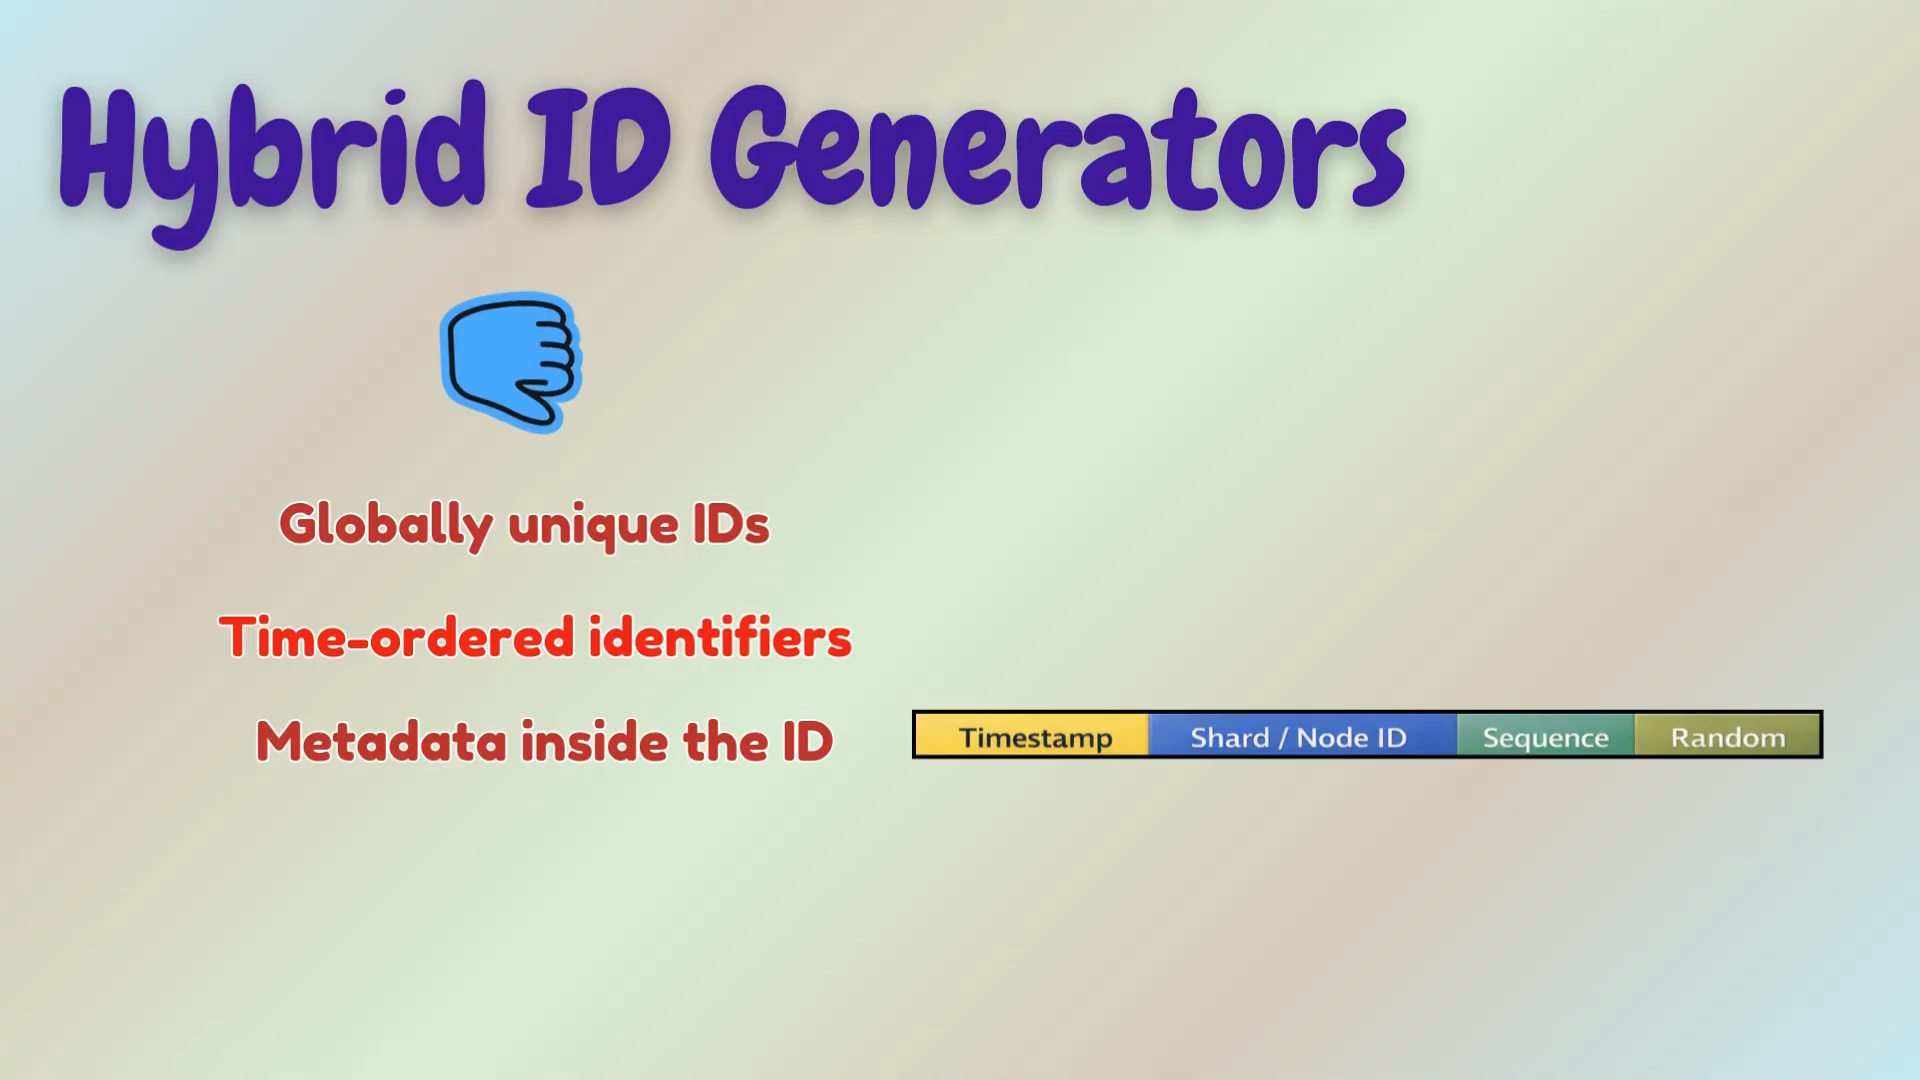 Hybrid ID Generators
Globally unique IDs
Time-ordered identifiers
Metadata inside the ID
Timestamp Shard / Node ID Sequence Random